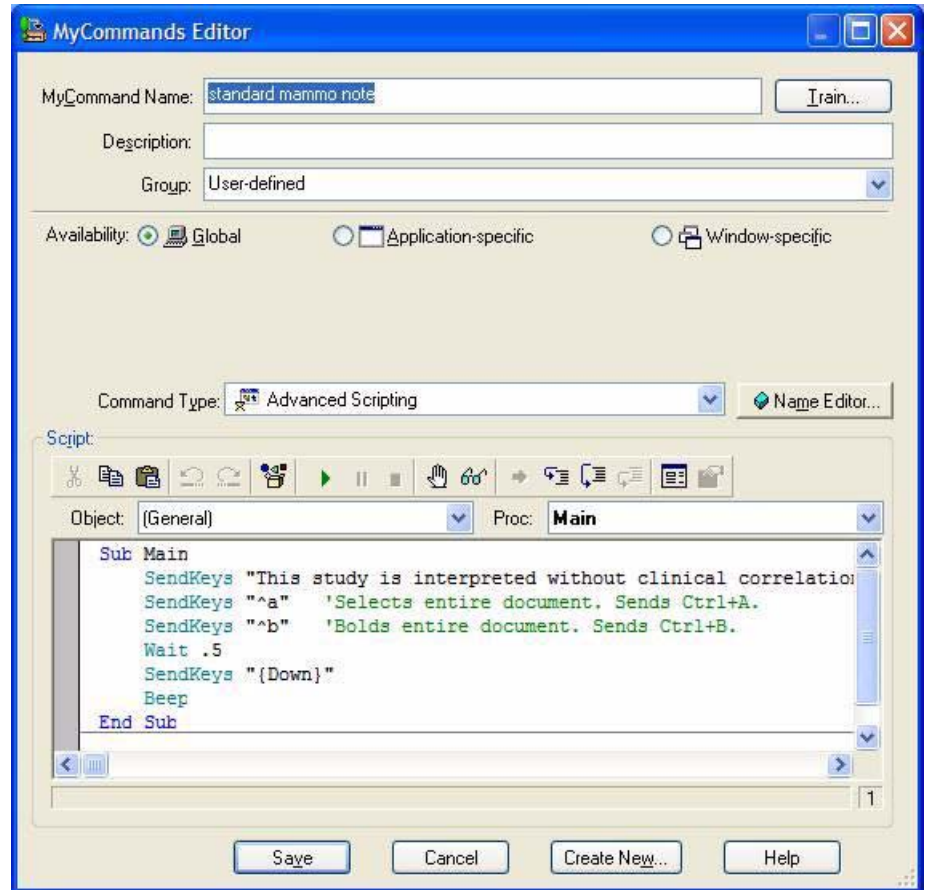 MyCommands Editor
MyCommand Name: standard mammo note Train...
Description:
Group: User-defined
Availability: Global Application-specific Window-specific
Command Type: Advanced Scripting Name Editor...
Script:
Object: (General) Proc: Main
Sub Main
SendKeys "This study is interpreted without clinical correlation
SendKeys "^a" 'Selects entire document. Sends Ctrl+A.
SendKeys "^b" 'Bolds entire document. Sends Ctrl+B.
Wait .5
SendKeys "{Down}"
Beep
End Sub
1
Save Cancel Create New... Help